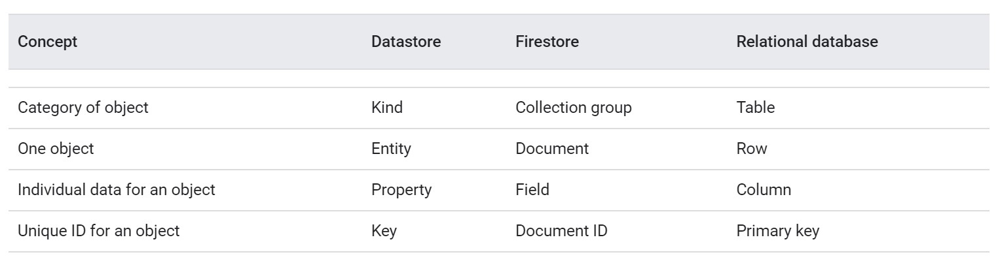 Concept Datastore Firestore Relational database
Category of object Kind Collection group Table
One object Entity Document Row
Individual data for an object Property Field Column
Unique ID for an object Key Document ID Primary key